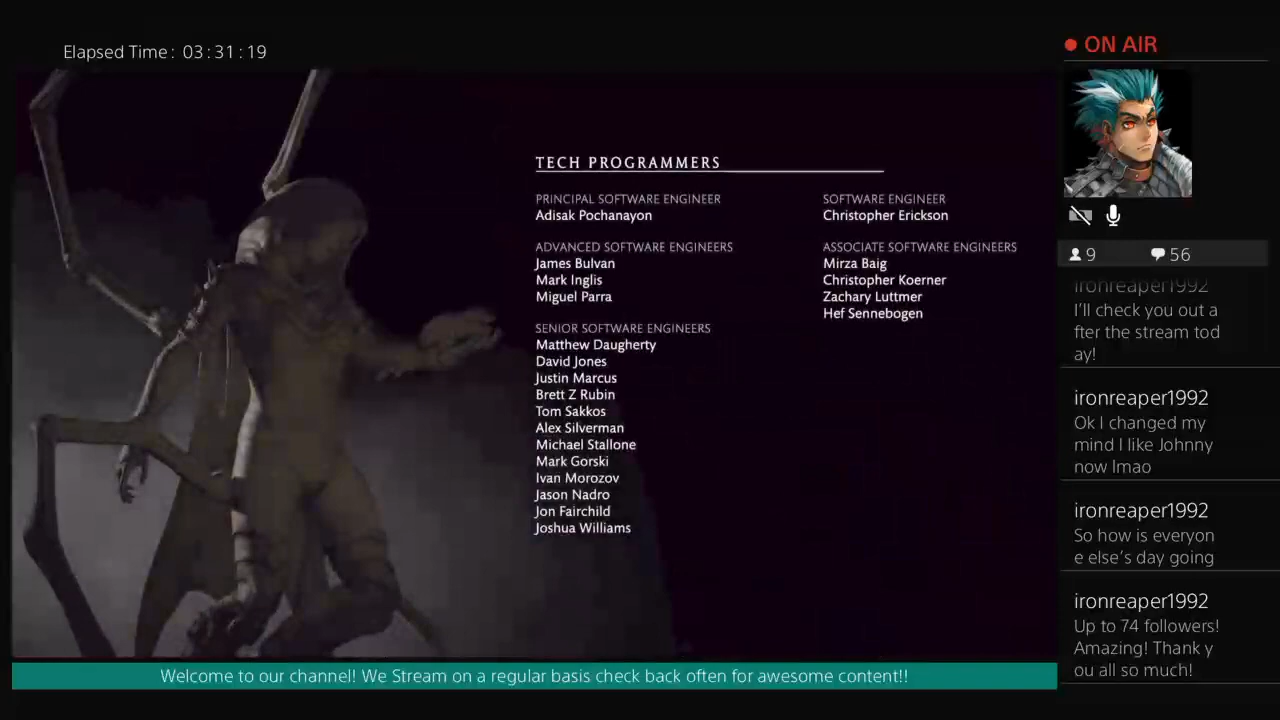 Elapsed Time: 03:31:19
ON AIR
TECH PROGRAMMERS
PRINCIPAL SOFTWARE ENGINEER
Adisak Pochanayon
ADVANCED SOFTWARE ENGINEERS
James Bulvan
Mark Inglis
Miguel Parra
SENIOR SOFTWARE ENGINEERS
Matthew Daugherty
David Jones
Justin Marcus
Brett Z Rubin
Tom Sakkos
Alex Silverman
Michael Stallone
Mark Gorski
Ivan Morozov
Jason Nadro
Jon Fairchild
Joshua Williams
SOFTWARE ENGINEER
Christopher Erickson
ASSOCIATE SOFTWARE ENGINEERS
Mirza Baig
Christopher Koerner
Zachary Luttmer
Hef Sennebogen
9
56
ironreaper1992
I'll check you out a
fter the stream tod
ay!
ironreaper1992
Ok I changed my
mind I like Johnny
now lmao
ironreaper1992
So how is everyon
e else's day going
ironreaper1992
Up to 74 followers!
Amazing! Thank y
ou all so much!
Welcome to our channel! We Stream on a regular basis check back often for awesome content!!